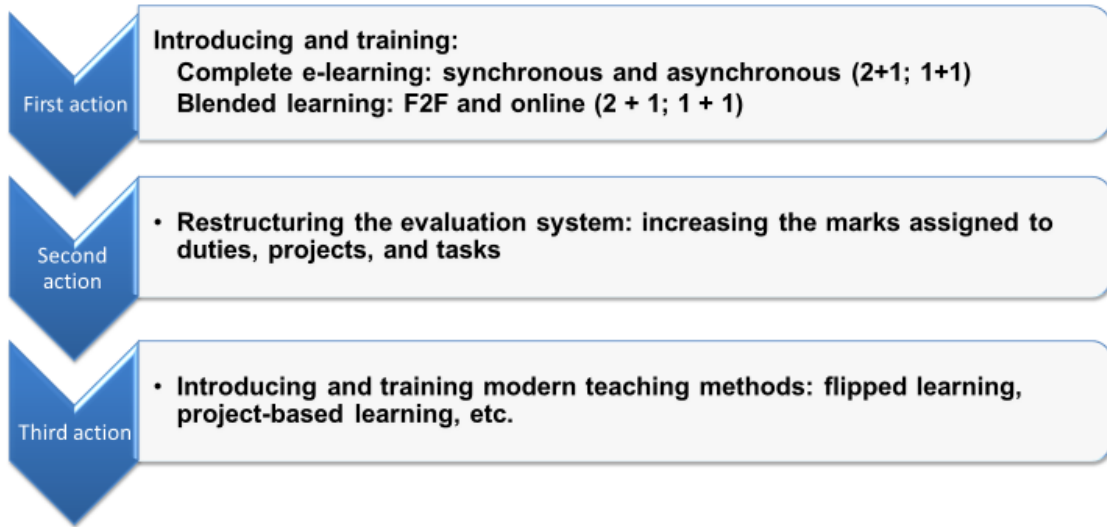 First action
Introducing and training:
Complete e-learning: synchronous and asynchronous (2+1; 1+1)
Blended learning: F2F and online (2 + 1; 1 + 1)
Second
action
• Restructuring the evaluation system: increasing the marks assigned to
duties, projects, and tasks
Third action
• Introducing and training modern teaching methods: flipped learning,
project-based learning, etc.